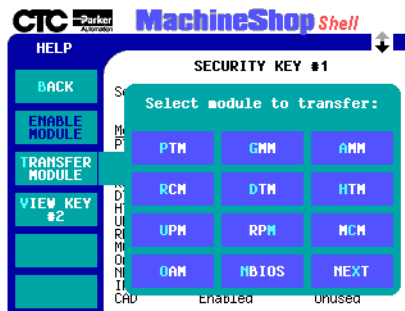 CTC Parker Automation MachineShop Shell
HELP
SECURITY KEY #1
BACK
Select module to transfer:
ENABLE MODULE
TRANSFER MODULE
VIEW KEY #2
PTM GMM AMM
RCM DTM HTM
UPM RPM MCM
OAM NBIOS NEXT
CAD Enabled Unused